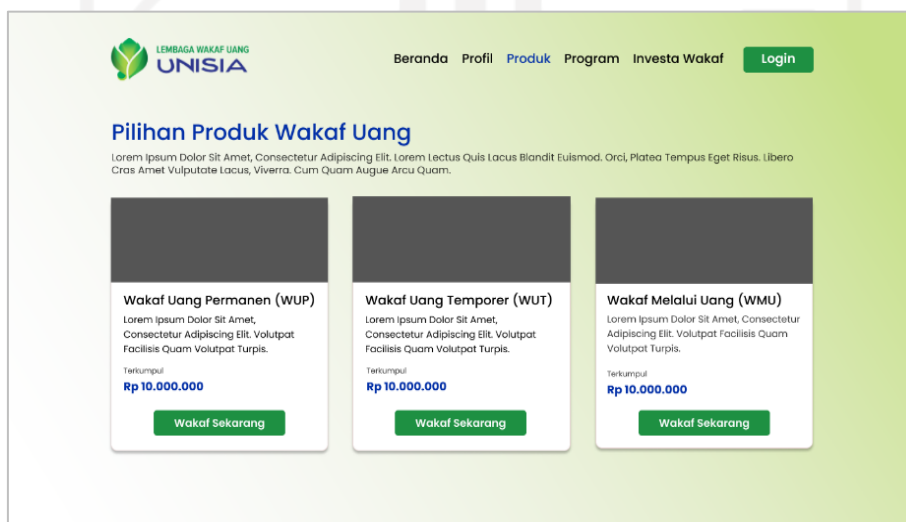 LEMBAGA WAKAF UANG
UNISIA
Beranda Profil Produk Program Investa Wakaf Login
Pilihan Produk Wakaf Uang
Lorem Ipsum Dolor Sit Amet, Consectetur Adipiscing Elit. Lorem Lectus Quis Lacus Blandit Euismod. Orci, Platea Tempus Eget Risus. Libero
Cras Amet Vulputate Lacus, Viverra. Cum Quam Augue Arcu Quam.
Wakaf Uang Permanen (WUP)
Lorem Ipsum Dolor Sit Amet,
Consectetur Adipiscing Elit. Volutpat
Facilisis Quam Volutpat Turpis.
Terkumpul
Rp 10.000.000
Wakaf Sekarang
Wakaf Uang Temporer (WUT)
Lorem Ipsum Dolor Sit Amet,
Consectetur Adipiscing Elit. Volutpat
Facilisis Quam Volutpat Turpis.
Terkumpul
Rp 10.000.000
Wakaf Sekarang
Wakaf Melalui Uang (WMU)
Lorem Ipsum Dolor Sit Amet, Consectetur
Adipiscing Elit. Volutpat Facilisis Quam
Volutpat Turpis.
Terkumpul
Rp 10.000.000
Wakaf Sekarang